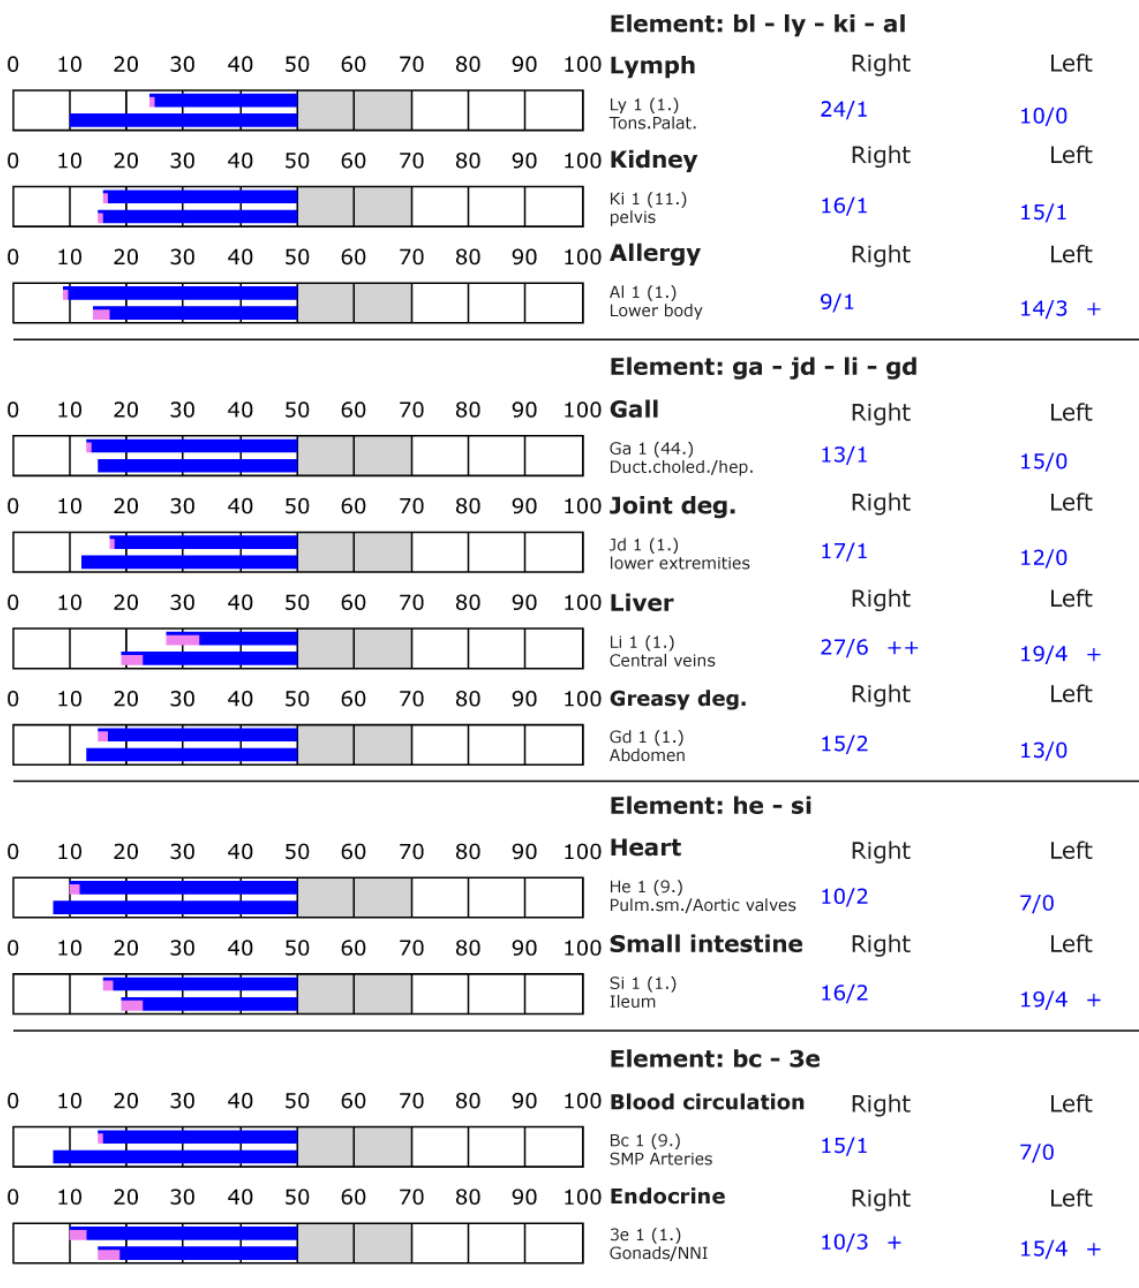 Element: bl - ly - ki - al
0 10 20 30 40 50 60 70 80 90 100 Lymph Right Left
Ly 1 (1.) 24/1 10/0
Tons.Palat.
0 10 20 30 40 50 60 70 80 90 100 Kidney Right Left
Ki 1 (11.) 16/1 15/1
pelvis
0 10 20 30 40 50 60 70 80 90 100 Allergy Right Left
Al 1 (1.) 9/1 14/3 +
Lower body
Element: ga - jd - li - gd
0 10 20 30 40 50 60 70 80 90 100 Gall Right Left
Ga 1 (44.) 13/1 15/0
Duct.choled./hep.
0 10 20 30 40 50 60 70 80 90 100 Joint deg. Right Left
Jd 1 (1.) 17/1 12/0
lower extremities
0 10 20 30 40 50 60 70 80 90 100 Liver Right Left
Li 1 (1.) 27/6 ++ 19/4 +
Central veins
0 10 20 30 40 50 60 70 80 90 100 Greasy deg. Right Left
Gd 1 (1.) 15/2 13/0
Abdomen
Element: he - si
0 10 20 30 40 50 60 70 80 90 100 Heart Right Left
He 1 (9.) 10/2 7/0
Pulm.sm./Aortic valves
0 10 20 30 40 50 60 70 80 90 100 Small intestine Right Left
Si 1 (1.) 16/2 19/4 +
Ileum
Element: bc - 3e
0 10 20 30 40 50 60 70 80 90 100 Blood circulation Right Left
Bc 1 (9.) 15/1 7/0
SMP Arteries
0 10 20 30 40 50 60 70 80 90 100 Endocrine Right Left
3e 1 (1.) 10/3 + 15/4 +
Gonads/NNI